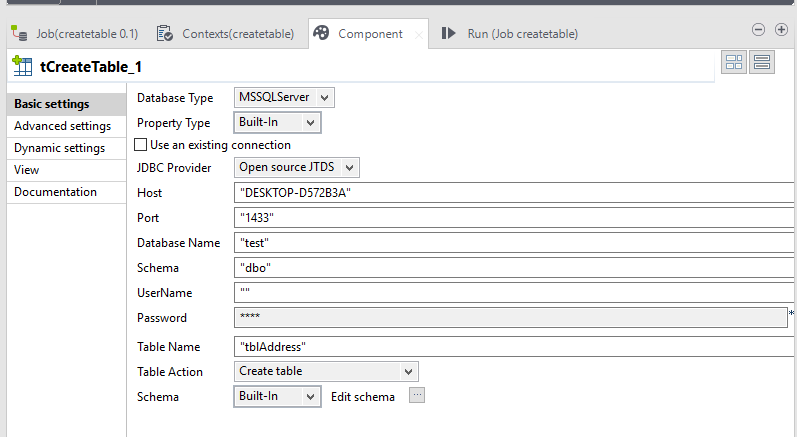 Job(createtable 0.1) Contexts(createtable) Component Run (Job createtable)
tCreateTable_1
Basic settings
Advanced settings
Dynamic settings
View
Documentation
Database Type MSSQLServer
Property Type Built-In
Use an existing connection
JDBC Provider Open source JTDS
Host "DESKTOP-D572B3A"
Port "1433"
Database Name "test"
Schema "dbo"
UserName ""
Password **** *
Table Name "tblAddress"
Table Action Create table
Schema Built-In Edit schema ...